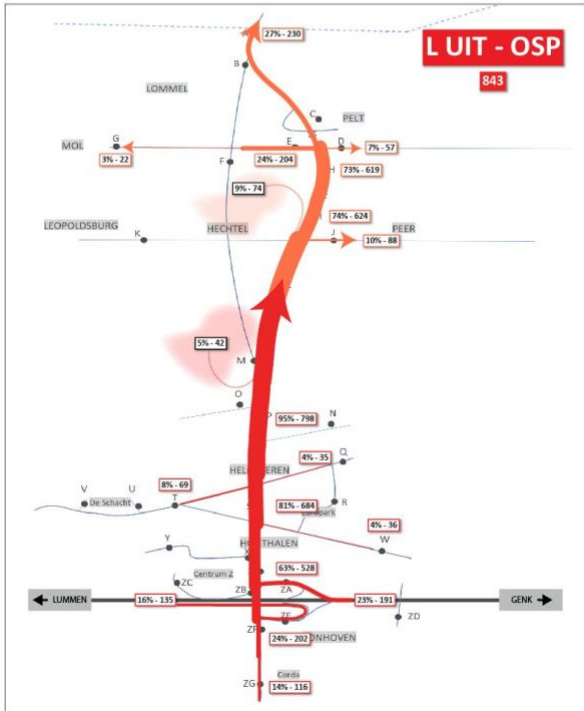 27% - 230
L UIT - OSP
843
B
LOMMEL
C
PELT
MOL
G
E
D
7% - 57
3% - 22
F
24% - 204
H
73% - 619
9% - 74
I
74% - 624
LEOPOLDSBURG
K
HECHTEL
J
PEER
10% - 88
5% - 42
M
O
N
95% - 798
4% - 35
Q
8% - 69
V
U
De Schacht
T
81% - 684
R
4% - 36
Y
W
63% - 528
Centrum Z
ZC
ZB
ZA
LUMMEN
16% - 135
23% - 191
GENK
ZD
24% - 202
Corda
ZG
14% - 116